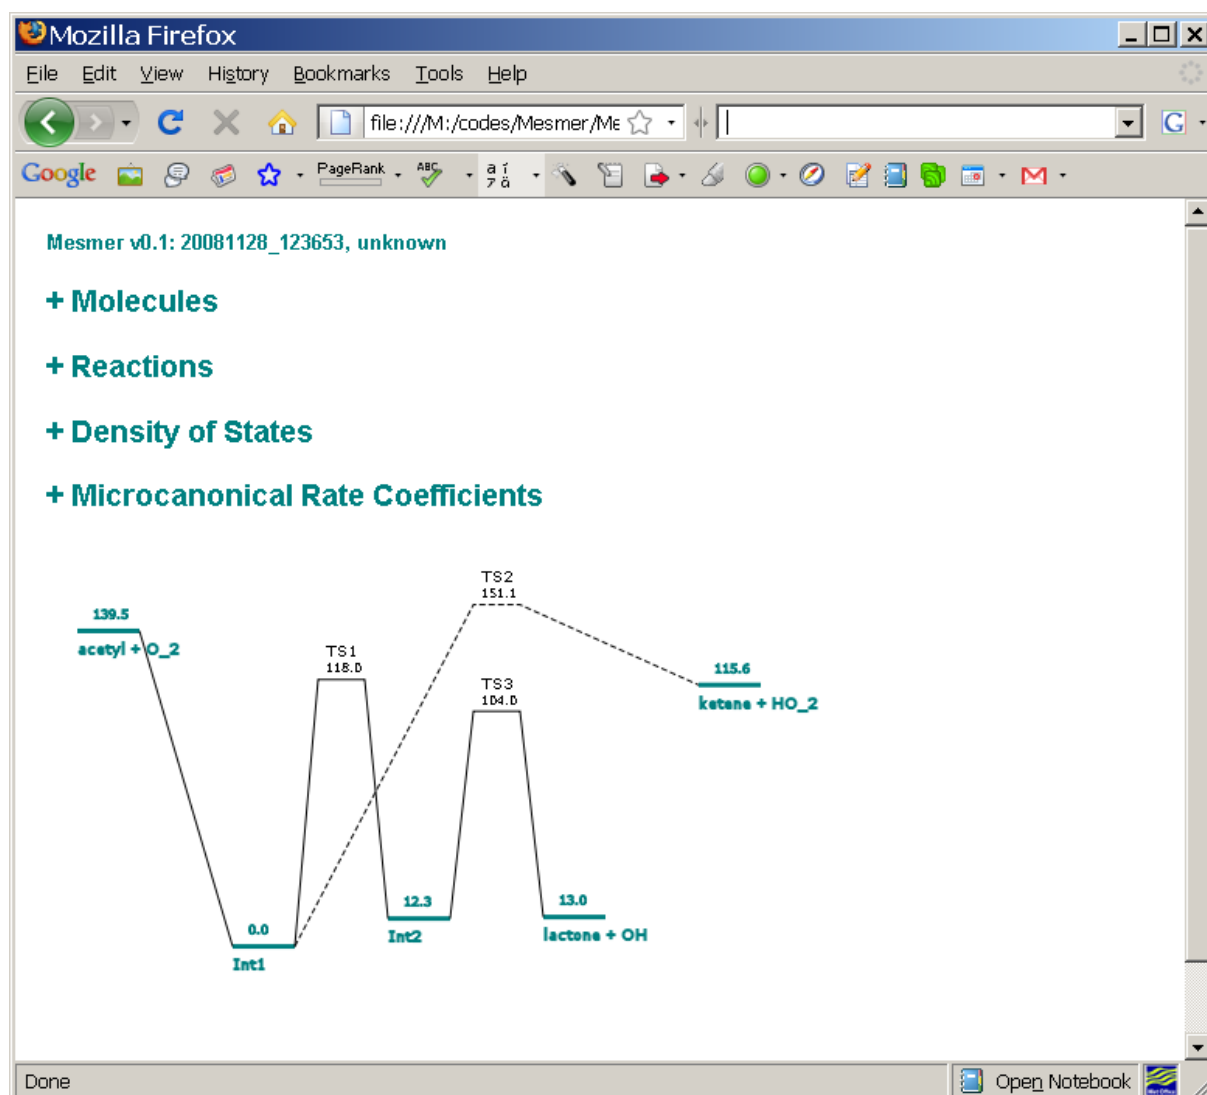 Mozilla Firefox
File Edit View History Bookmarks Tools Help
file:///M:/codes/Mesmer/Me
G
Google PageRank ABC
Mesmer v0.1: 20081128_123653, unknown
+ Molecules
+ Reactions
+ Density of States
+ Microcanonical Rate Coefficients
TS2
151.1
139.5
acetyl + O_2
TS1
118.0
115.6
ketene + HO_2
TS3
104.0
12.3
Int2
13.0
lactone + OH
0.0
Int1
Done Open Notebook